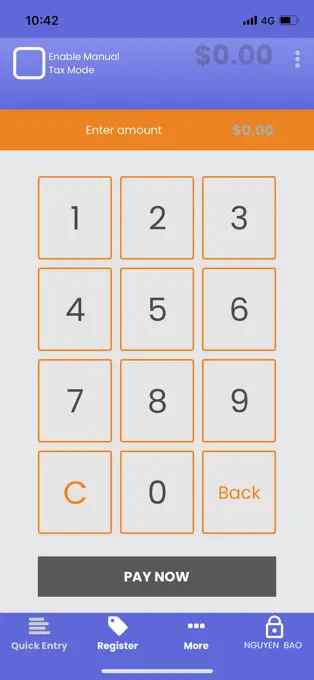 10:42
4G
Enable Manual
Tax Mode
$0.00
Enter amount
$0.00
1
2
3
4
5
6
7
8
9
C
0
Back
PAY NOW
Quick Entry
Register
More
NGUYEN BAO